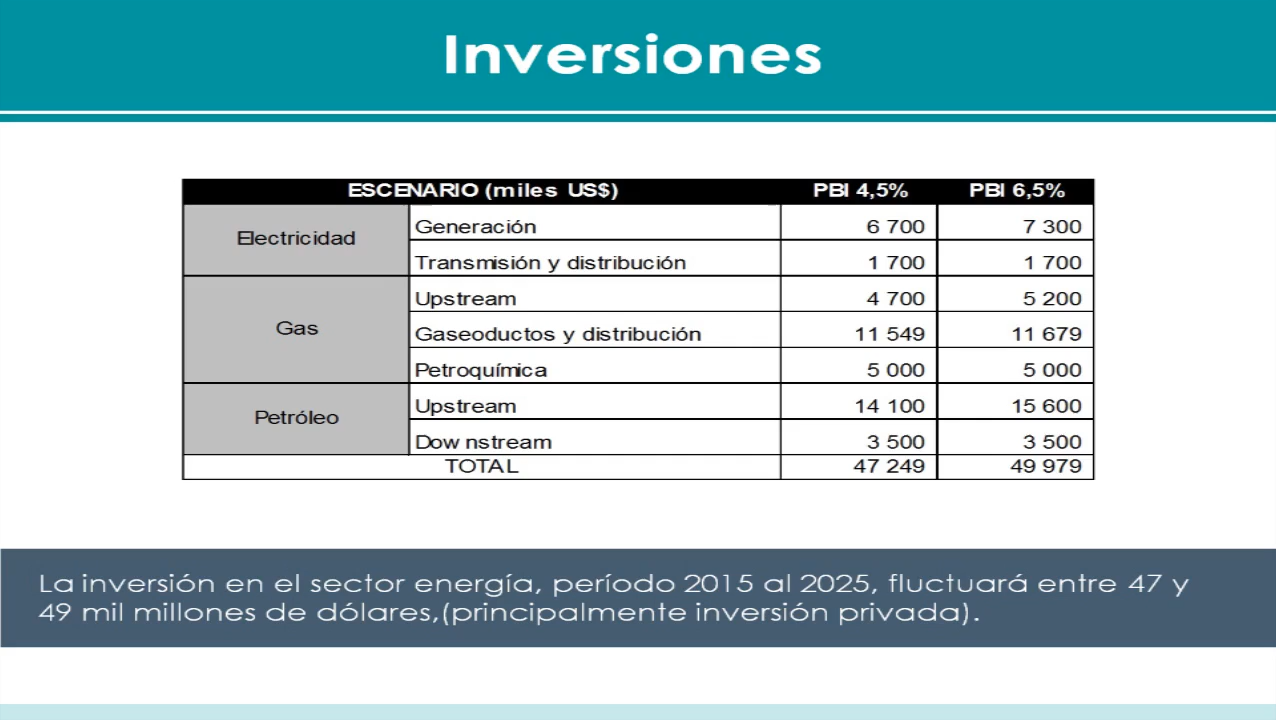 Inversiones
ESCENARIO (miles US$) PBI 4,5% PBI 6,5%
Electricidad
Generación 6 700 7 300
Transmisión y distribución 1 700 1 700
Gas
Upstream 4 700 5 200
Gaseoductos y distribución 11 549 11 679
Petroquímica 5 000 5 000
Petróleo
Upstream 14 100 15 600
Dow nstream 3 500 3 500
TOTAL 47 249 49 979
La inversión en el sector energía, período 2015 al 2025, fluctuará entre 47 y
49 mil millones de dólares,(principalmente inversión privada).